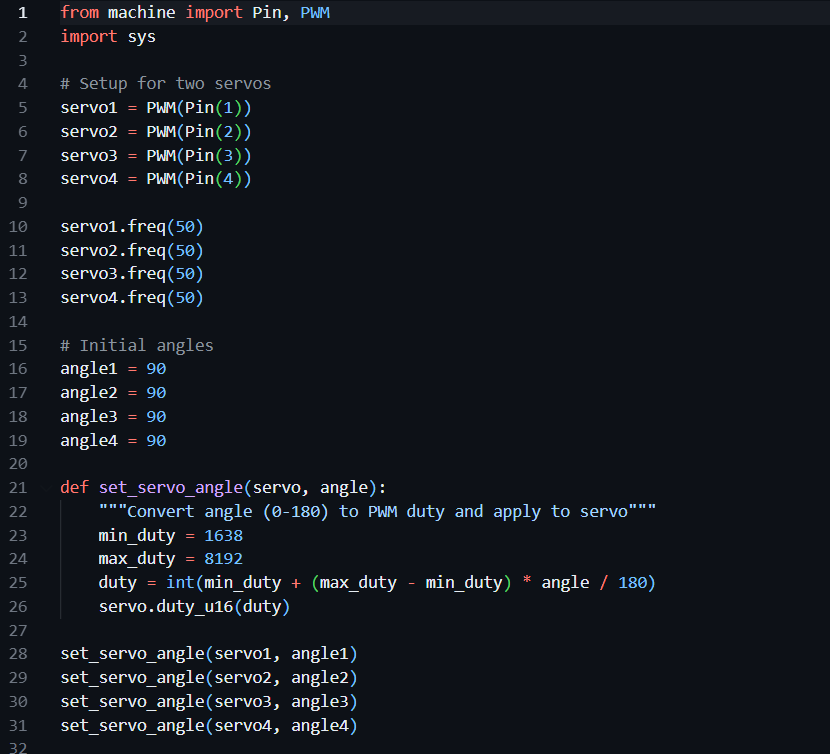 1 from machine import Pin, PWM
2 import sys
3
4 # Setup for two servos
5 servo1 = PWM(Pin(1))
6 servo2 = PWM(Pin(2))
7 servo3 = PWM(Pin(3))
8 servo4 = PWM(Pin(4))
9
10 servo1.freq(50)
11 servo2.freq(50)
12 servo3.freq(50)
13 servo4.freq(50)
14
15 # Initial angles
16 angle1 = 90
17 angle2 = 90
18 angle3 = 90
19 angle4 = 90
20
21 def set_servo_angle(servo, angle):
22     """Convert angle (0-180) to PWM duty and apply to servo"""
23     min_duty = 1638
24     max_duty = 8192
25     duty = int(min_duty + (max_duty - min_duty) * angle / 180)
26     servo.duty_u16(duty)
27
28 set_servo_angle(servo1, angle1)
29 set_servo_angle(servo2, angle2)
30 set_servo_angle(servo3, angle3)
31 set_servo_angle(servo4, angle4)
32